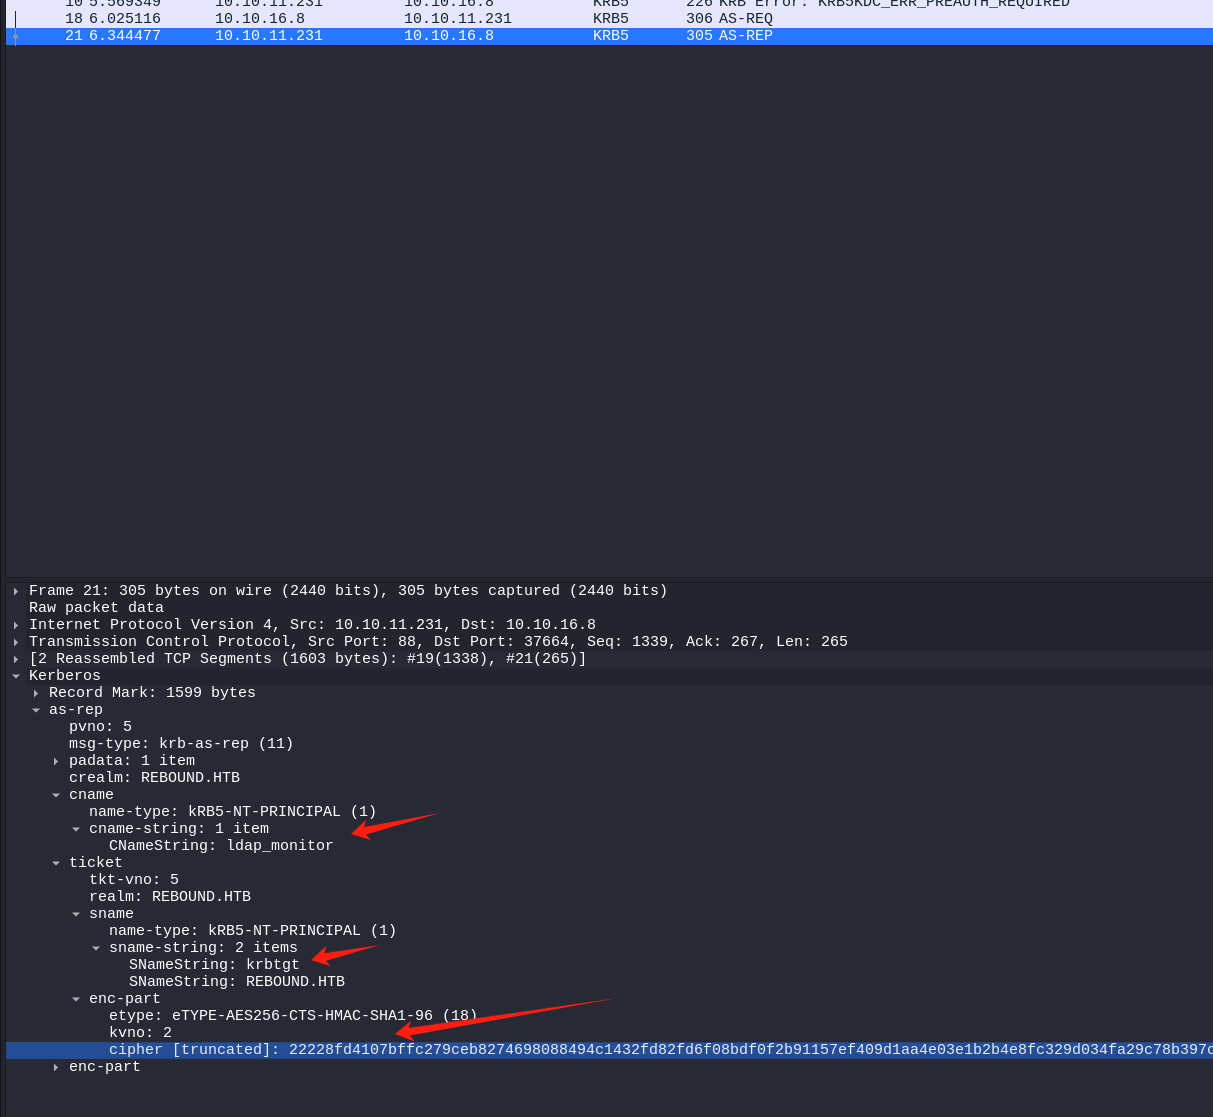 10 5.569349 10.10.11.231 10.10.16.8 KRB5 226 KRB Error: KRB5KDC_ERR_PREAUTH_REQUIRED
18 6.025116 10.10.16.8 10.10.11.231 KRB5 306 AS-REQ
21 6.344477 10.10.11.231 10.10.16.8 KRB5 305 AS-REP
Frame 21: 305 bytes on wire (2440 bits), 305 bytes captured (2440 bits)
Raw packet data
Internet Protocol Version 4, Src: 10.10.11.231, Dst: 10.10.16.8
Transmission Control Protocol, Src Port: 88, Dst Port: 37664, Seq: 1339, Ack: 267, Len: 265
[2 Reassembled TCP Segments (1603 bytes): #19(1338), #21(265)]
Kerberos
Record Mark: 1599 bytes
as-rep
pvno: 5
msg-type: krb-as-rep (11)
padata: 1 item
crealm: REBOUND.HTB
cname
name-type: kRB5-NT-PRINCIPAL (1)
cname-string: 1 item
CNameString: ldap_monitor
ticket
tkt-vno: 5
realm: REBOUND.HTB
sname
name-type: kRB5-NT-PRINCIPAL (1)
sname-string: 2 items
SNameString: krbtgt
SNameString: REBOUND.HTB
enc-part
etype: eTYPE-AES256-CTS-HMAC-SHA1-96 (18)
kvno: 2
cipher [truncated]: 22228fd4107bffc279ceb8274698088494c1432fd82fd6f08bdf0f2b91157ef409d1aa4e03e1b2b4e8fc329d034fa29c78b397c
enc-part